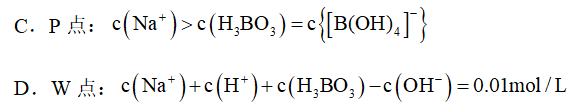 C．P 点：c(Na⁺)>c(H₃BO₃)=c{[B(OH)₄]⁻}
D．W 点：c(Na⁺)+c(H⁺)+c(H₃BO₃)−c(OH⁻)=0.01mol/L